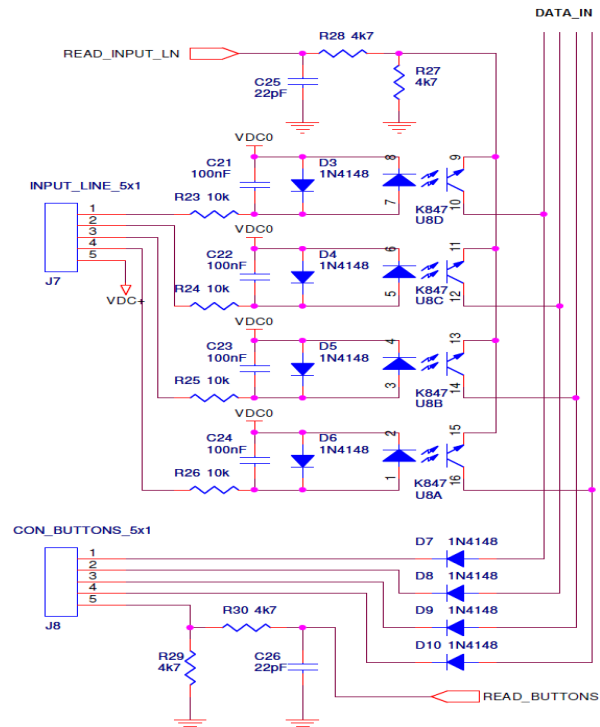 DATA_IN
R28 4k7
READ_INPUT_LN
C25
22pF
R27
4k7
VDC0
C21
100nF
D3
1N4148
8
9
INPUT_LINE_5x1
R23 10k
7
10
K847
U8D
1
2
3
4
5
J7
VDC+
VDC0
C22
100nF
D4
1N4148
6
11
R24 10k
5
12
K847
U8C
VDC0
C23
100nF
D5
1N4148
4
13
R25 10k
3
14
K847
U8B
VDC0
C24
100nF
D6
1N4148
2
15
R26 10k
1
16
K847
U8A
CON_BUTTONS_5x1
1
2
3
4
5
J8
D7 1N4148
D8 1N4148
D9 1N4148
D10 1N4148
R30 4k7
R29
4k7
C26
22pF
READ_BUTTONS